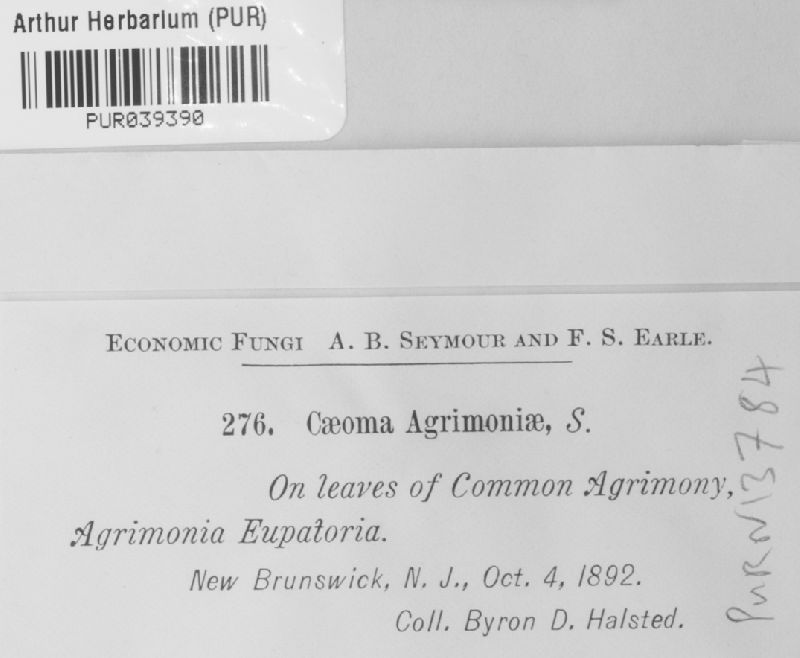 Arthur Herbarium (PUR)
PUR039390
ECONOMIC FUNGI A. B. SEYMOUR AND F. S. EARLE.
276. Cæoma Agrimoniæ, S.
On leaves of Common Agrimony,
Agrimonia Eupatoria.
New Brunswick, N. J., Oct. 4, 1892.
Coll. Byron D. Halsted.
PURN13784